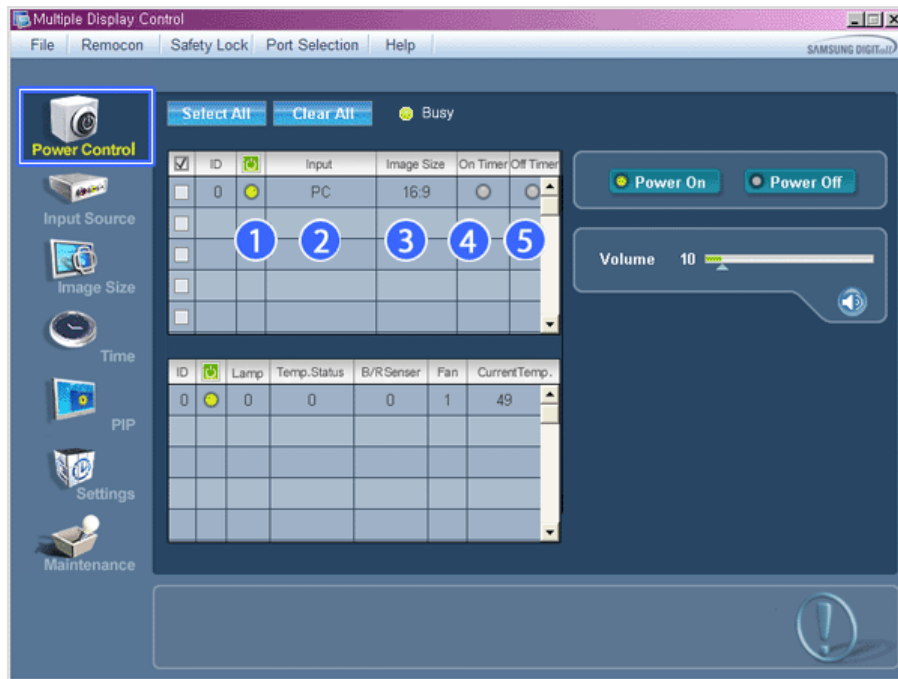 Multiple Display Control
File Remocon Safety Lock Port Selection Help
SAMSUNG DIGITall
Power Control
Input Source
Image Size
Time
PIP
Settings
Maintenance
Select All Clear All Busy
ID Input Image Size On Timer Off Timer
0 PC 16:9
1 2 3 4 5
ID Lamp Temp.Status B/RSenser Fan CurrentTemp.
0 0 0 0 1 49
Power On Power Off
Volume 10